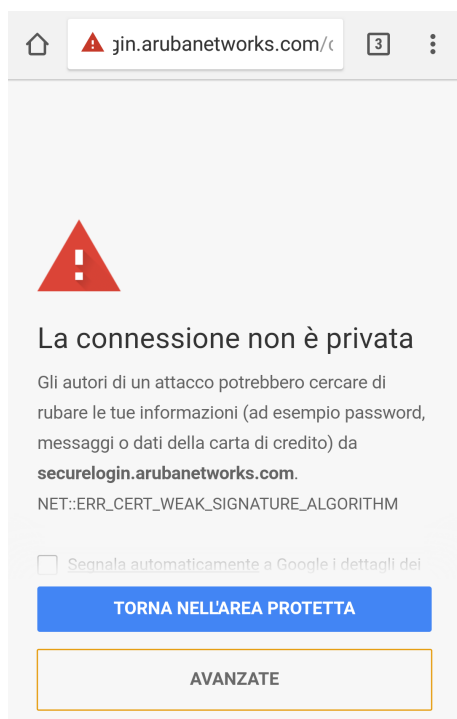 gin.arubanetworks.com/c
3
La connessione non è privata
Gli autori di un attacco potrebbero cercare di
rubare le tue informazioni (ad esempio password,
messaggi o dati della carta di credito) da
securelogin.arubanetworks.com.
NET::ERR_CERT_WEAK_SIGNATURE_ALGORITHM
Segnala automaticamente a Google i dettagli dei
TORNA NELL'AREA PROTETTA
AVANZATE